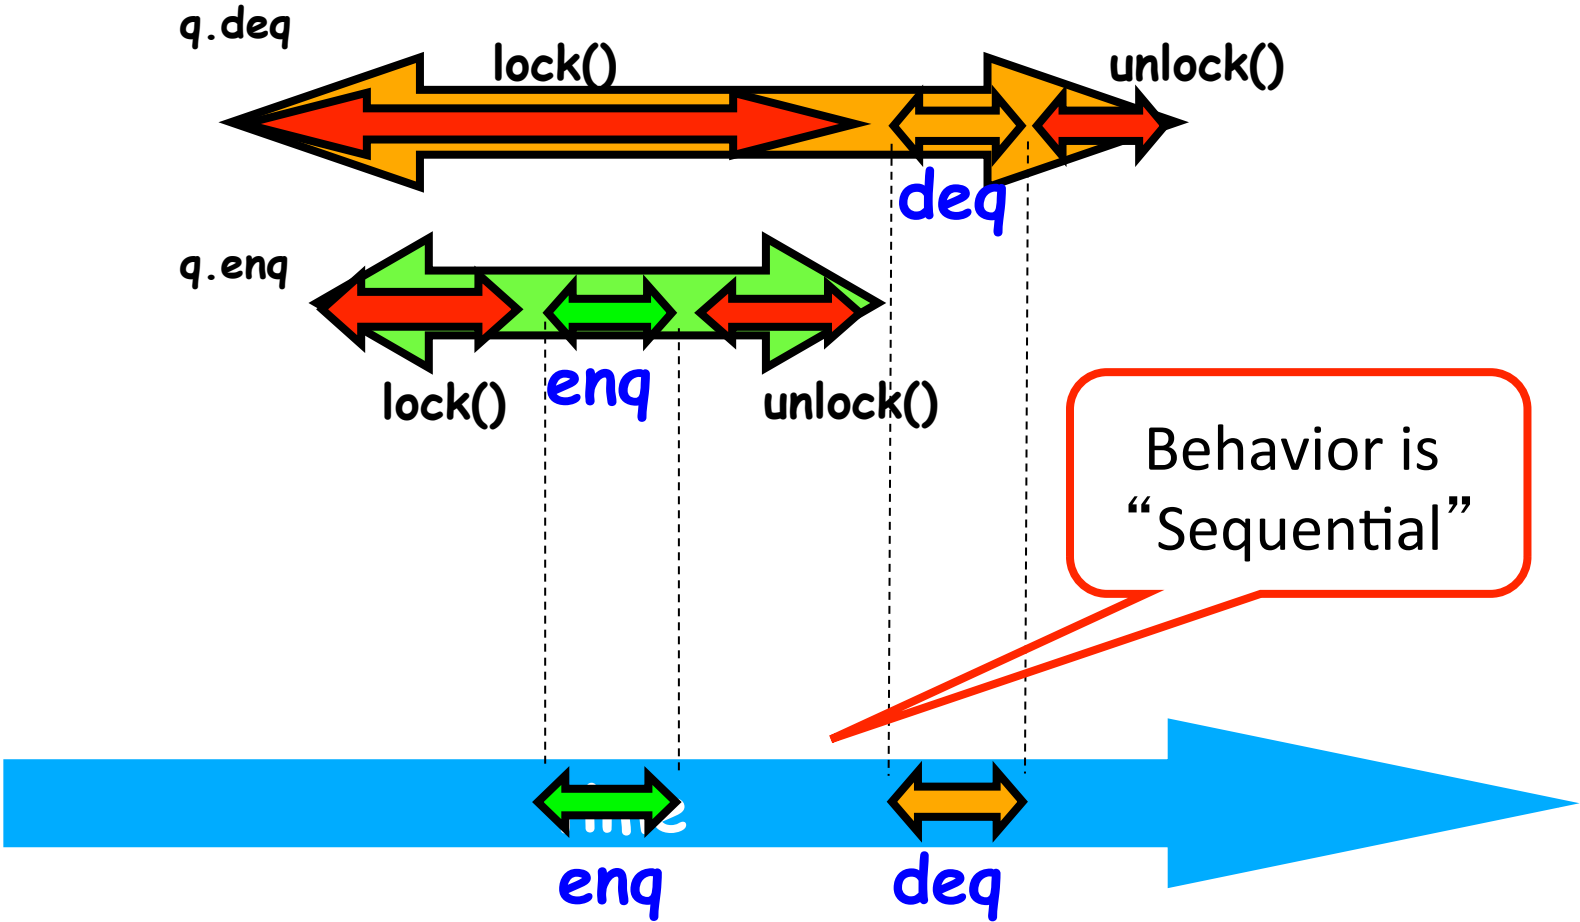 q.deq
lock()
unlock()
deq
q.enq
enq
lock()
unlock()
Behavior is
“Sequential”
enq
deq